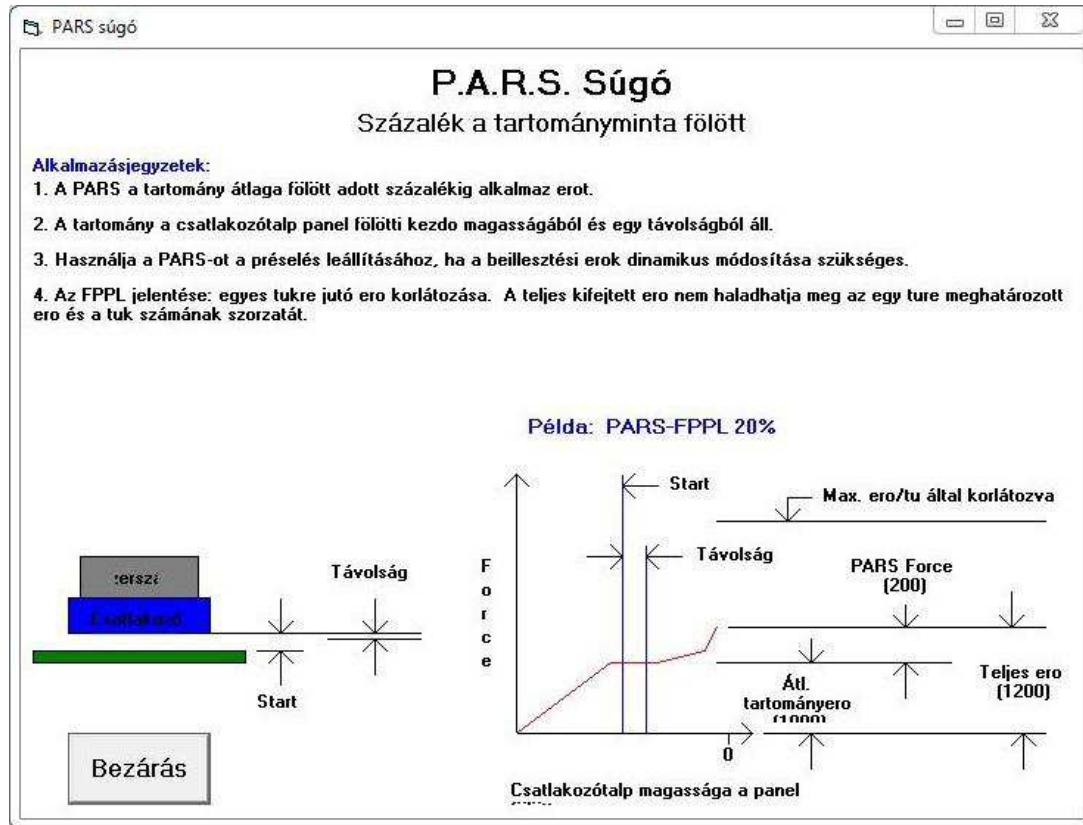 PARS súgó
P.A.R.S. Súgó
Százalék a tartományminta fölött
Alkalmazásjegyzetek:
1. A PARS a tartomány átlaga fölött adott százalékig alkalmaz erot.
2. A tartomány a csatlakozótalp panel fölötti kezdo magasságából és egy távolságból áll.
3. Használja a PARS-ot a préselés leállításához, ha a beillesztési erok dinamikus módosítása szükséges.
4. Az FPPL jelentése: egyes tukre jutó ero korlátozása. A teljes kifejtett ero nem haladhatja meg az egy ture meghatározott
ero és a tuk számának szorzatát.
Példa: PARS-FPPL 20%
Start
Max. ero/tu által korlátozva
Távolság
PARS Force
(200)
Force
Átl.
tartományero
(1000)
Teljes ero
(1200)
0
Csatlakozótalp magassága a panel
Távolság
Csatlakozó
Start
Bezárás